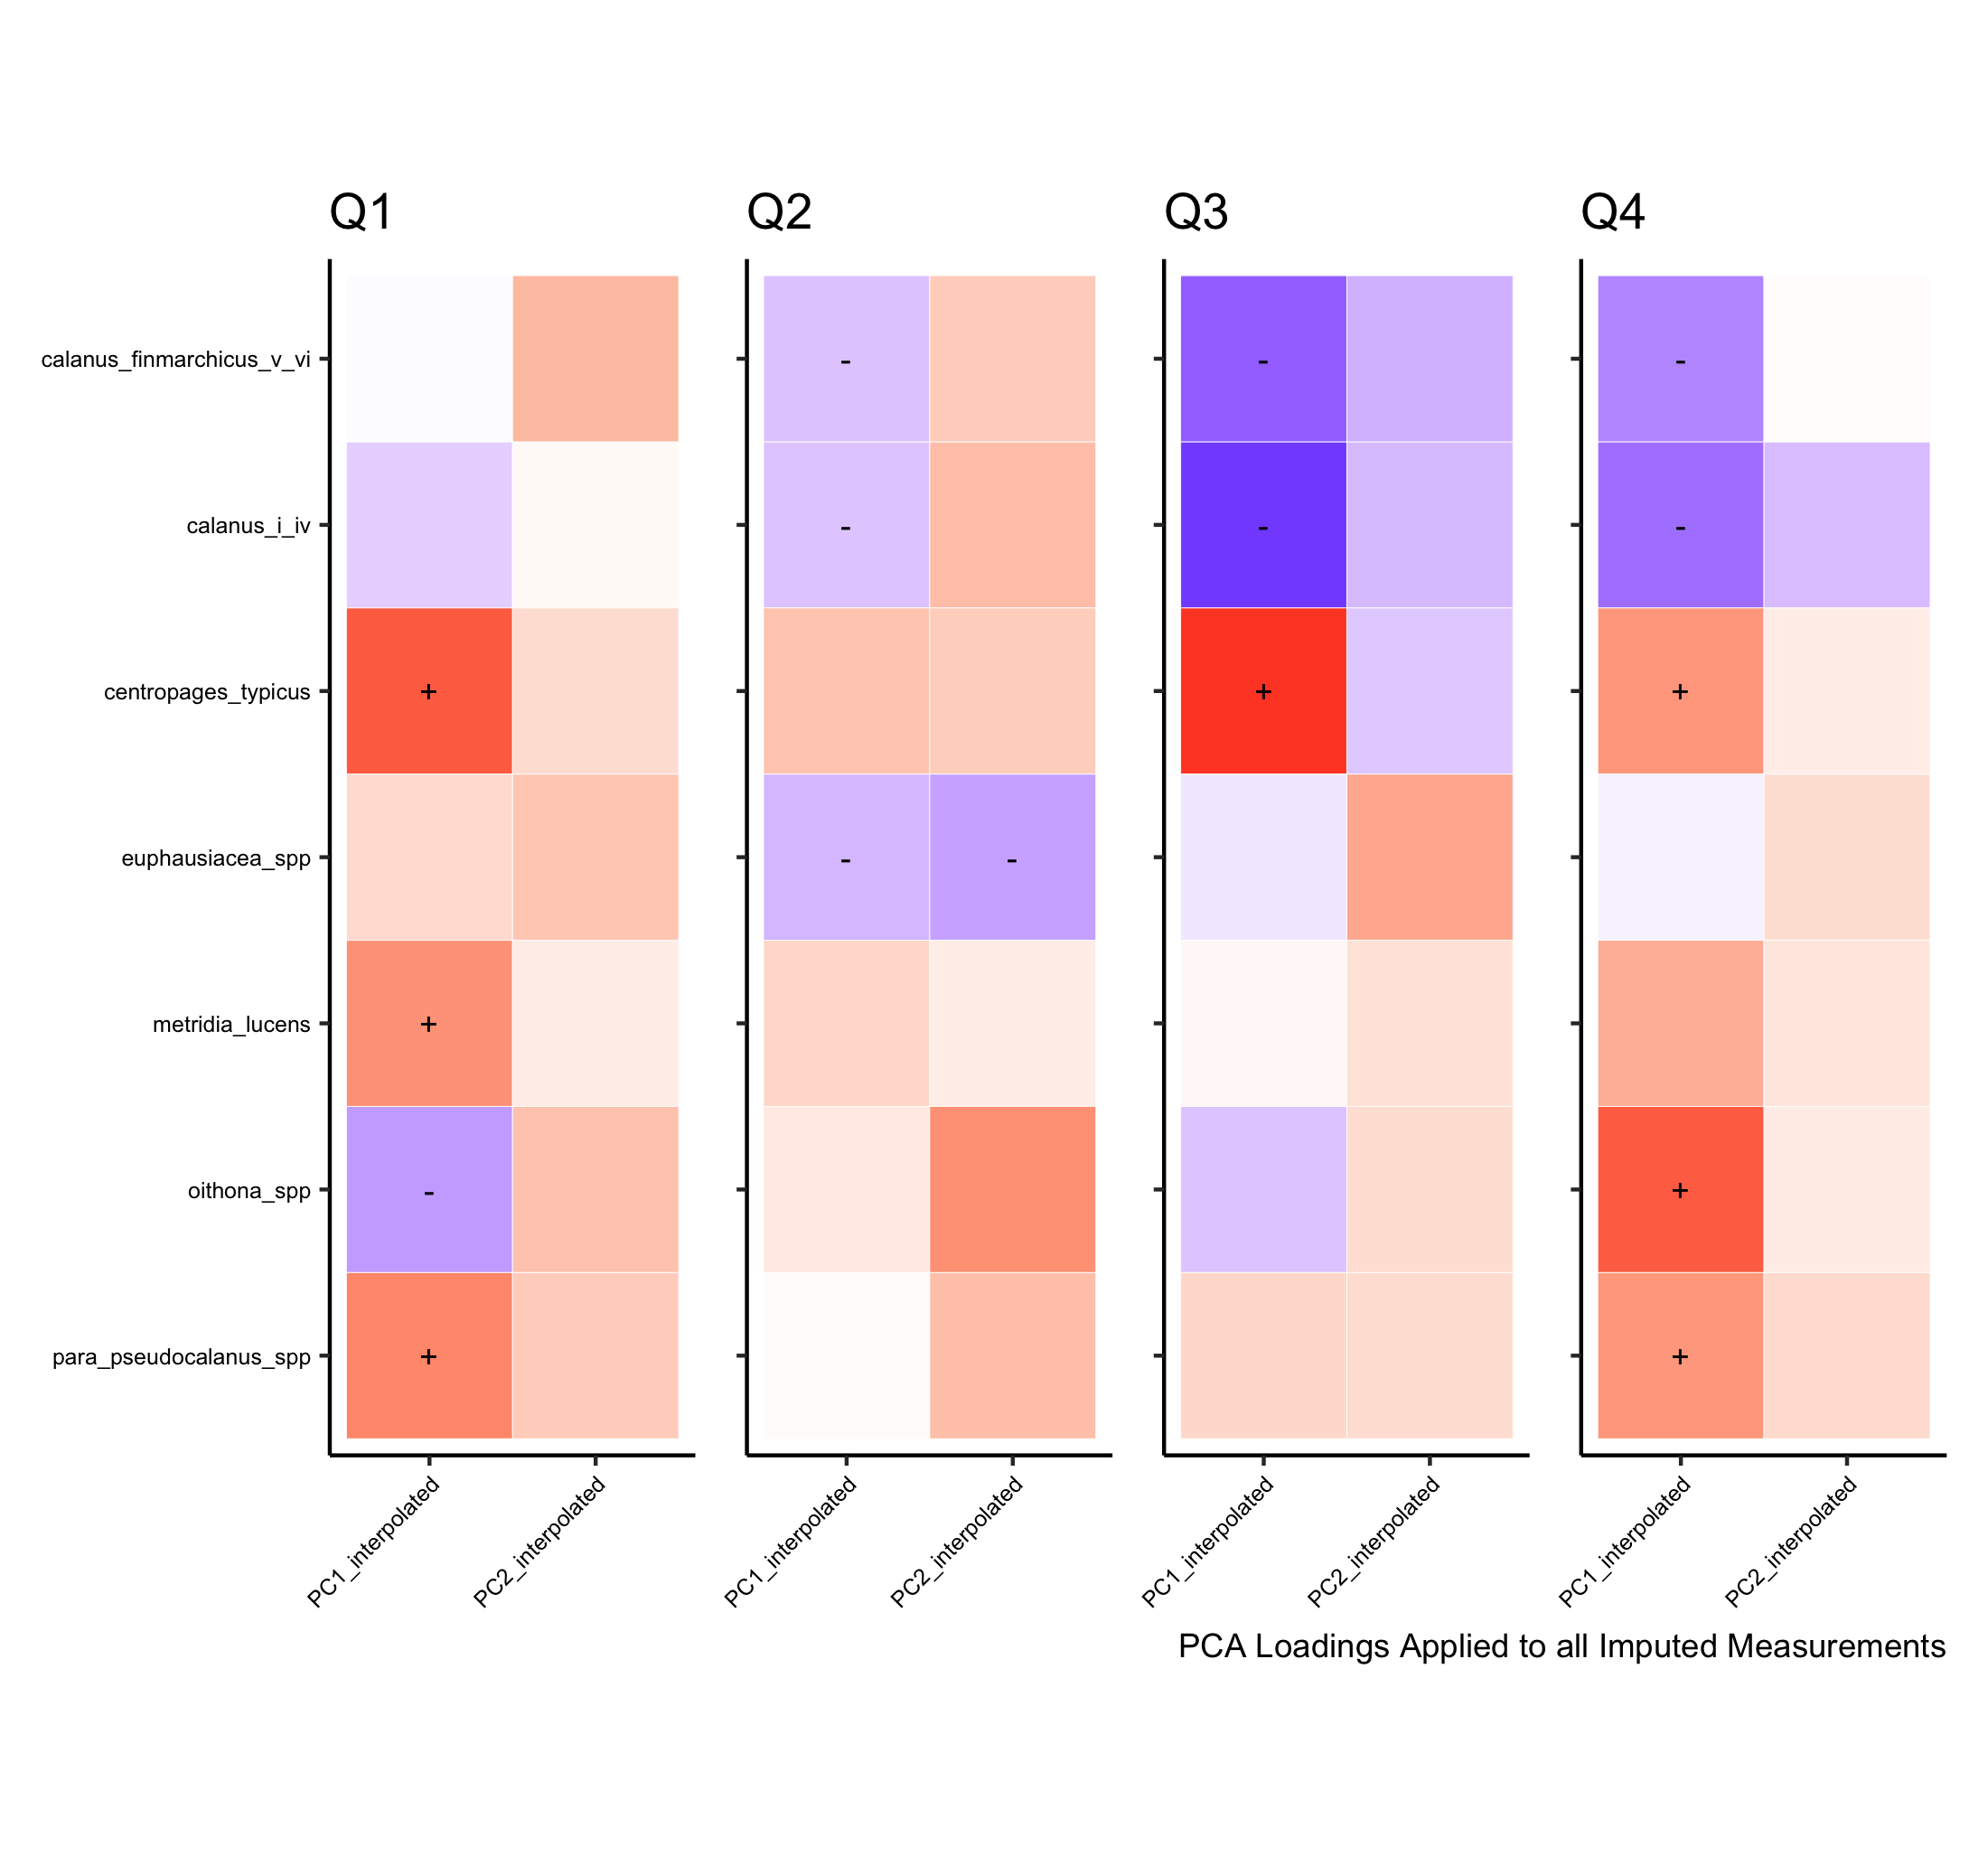 Q1 Q2 Q3 Q4
calanus_finmarchicus_v_vi - - -
calanus_i_iv - - -
centropages_typicus + + +
euphausiacea_spp - -
metridia_lucens +
oithona_spp - +
para_pseudocalanus_spp + +
PC1_interpolated PC2_interpolated PC1_interpolated PC2_interpolated PC1_interpolated PC2_interpolated PC1_interpolated PC2_interpolated
PCA Loadings Applied to all Imputed Measurements